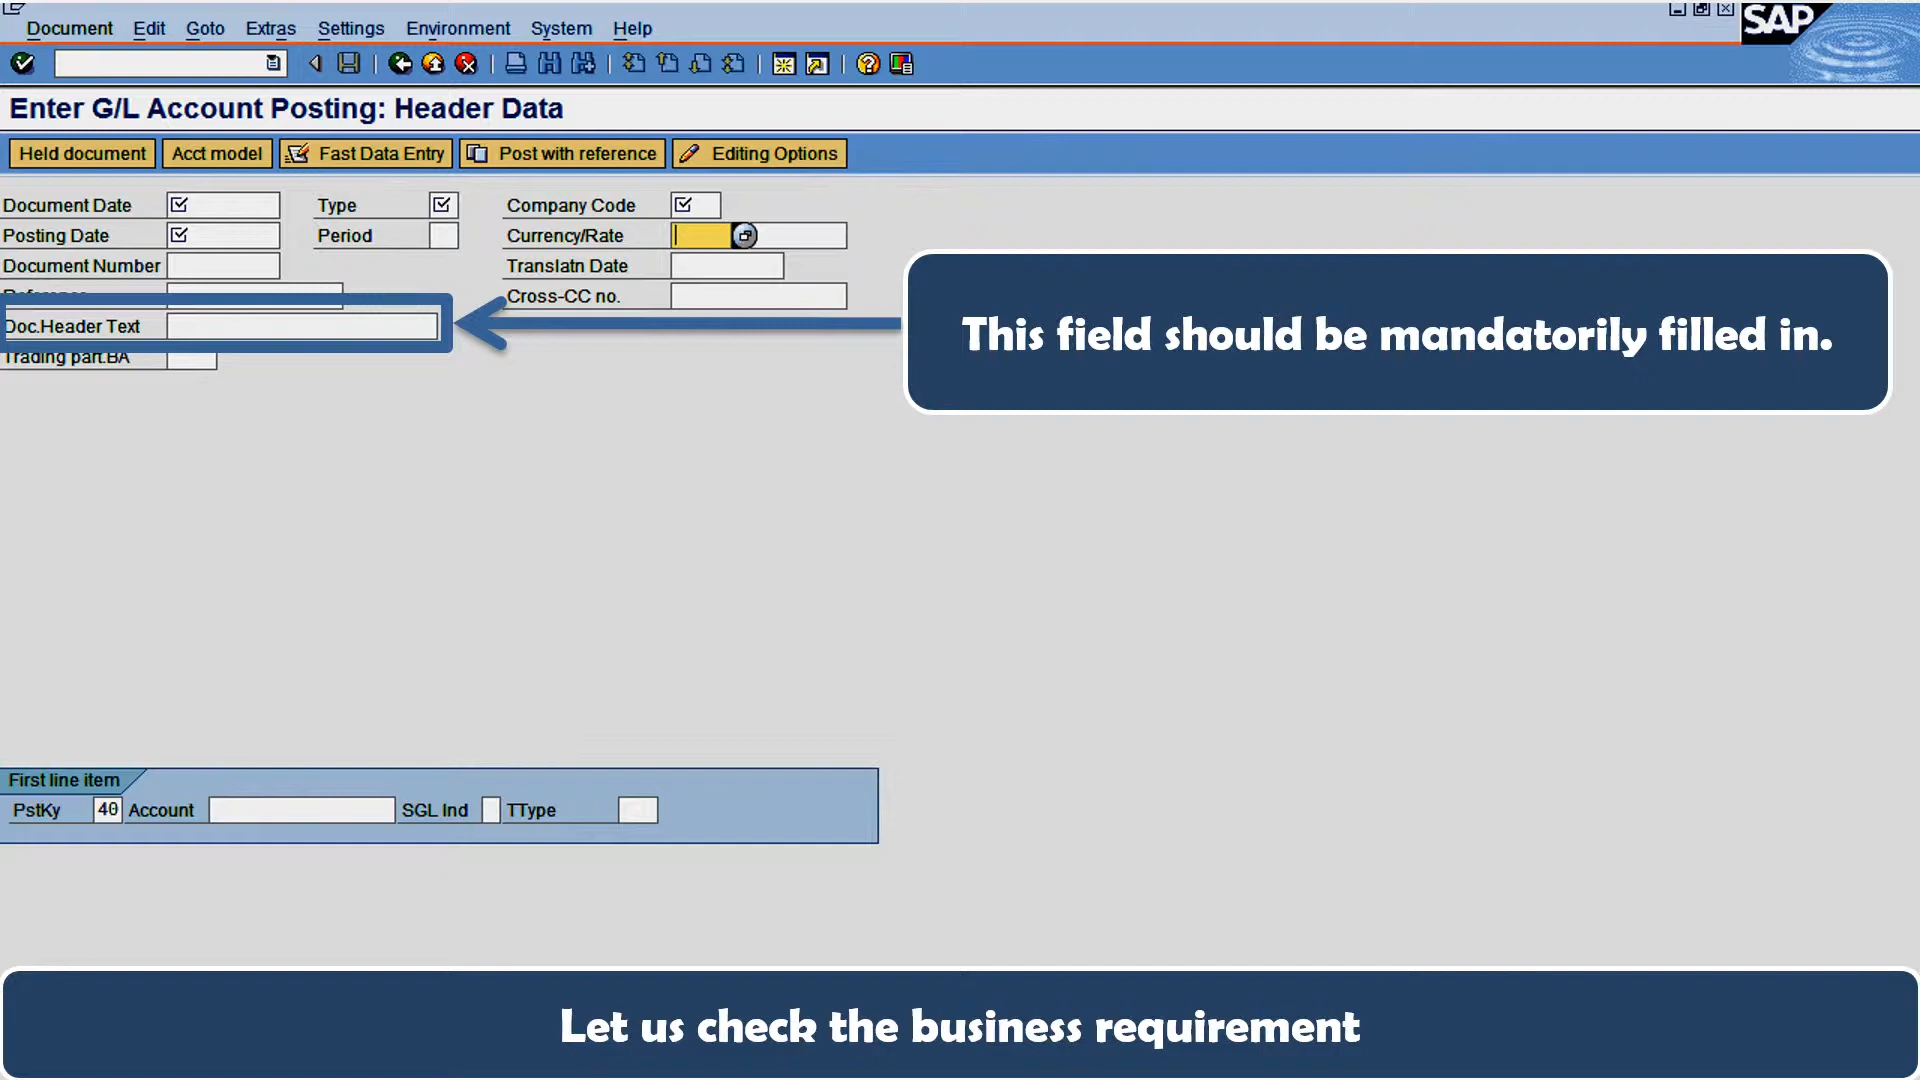 Document Edit Goto Extras Settings Environment System Help
SAP
Enter G/L Account Posting: Header Data
Held document Acct model Fast Data Entry Post with reference Editing Options
Document Date Type Company Code
Posting Date Period Currency/Rate
Document Number Translatn Date
Reference Cross-CC no.
Doc.Header Text
Trading part.BA
This field should be mandatorily filled in.
First line item
PstKy 40 Account SGL Ind TType
Let us check the business requirement